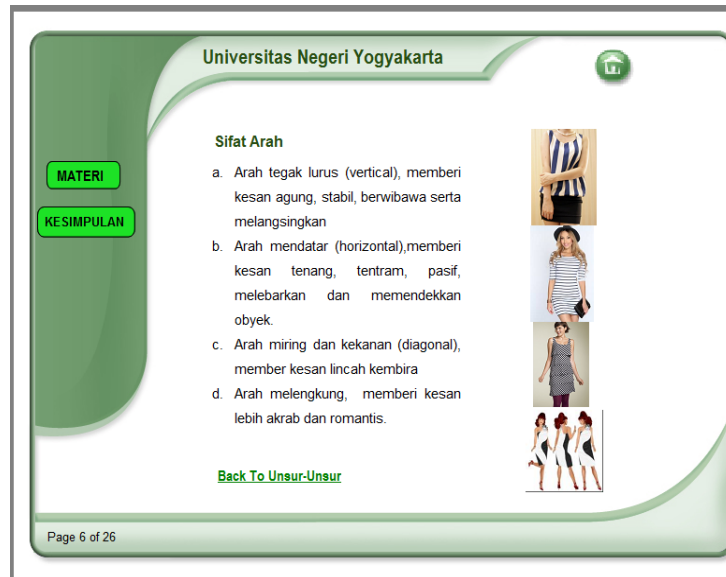 Universitas Negeri Yogyakarta
MATERI
KESIMPULAN
Sifat Arah
a. Arah tegak lurus (vertical), memberi
kesan agung, stabil, berwibawa serta
melangsingkan
b. Arah mendatar (horizontal),memberi
kesan tenang, tentram, pasif,
melebarkan dan memendekkan
obyek.
c. Arah miring dan kekanan (diagonal),
member kesan lincah kembira
d. Arah melengkung, memberi kesan
lebih akrab dan romantis.
Back To Unsur-Unsur
Page 6 of 26